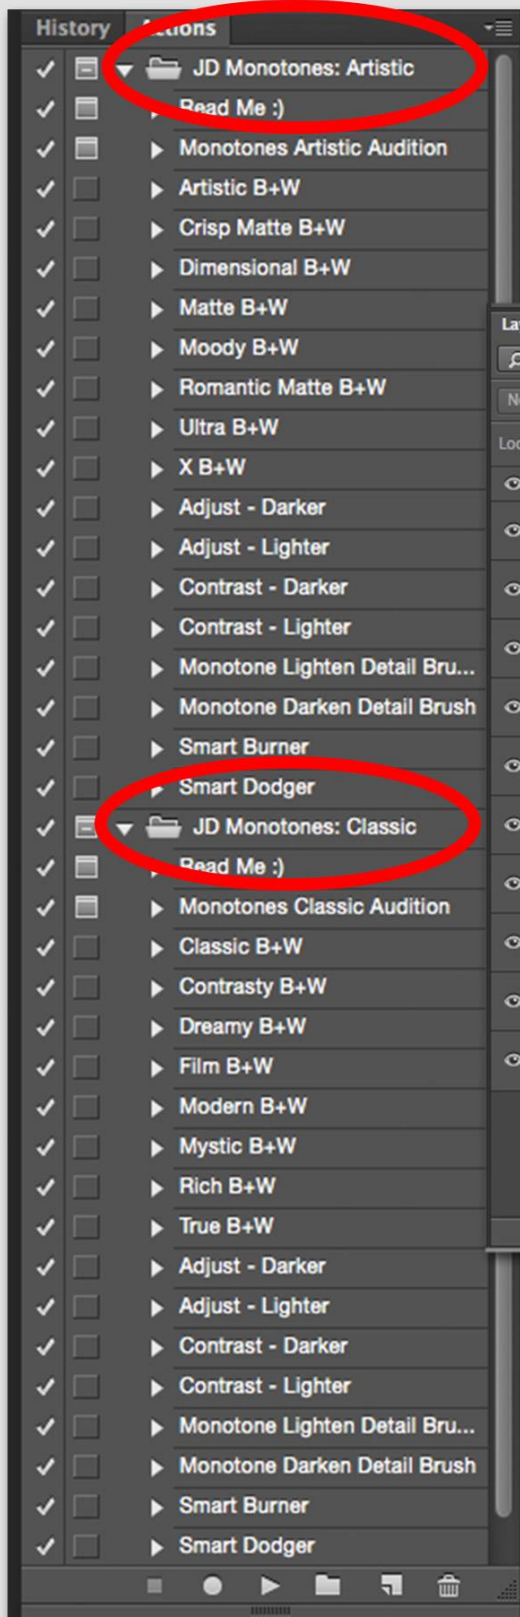 History Actions
JD Monotones: Artistic
Read Me :)
Monotones Artistic Audition
Artistic B+W
Crisp Matte B+W
Dimensional B+W
Matte B+W
Moody B+W
Romantic Matte B+W
Ultra B+W
X B+W
Adjust - Darker
Adjust - Lighter
Contrast - Darker
Contrast - Lighter
Monotone Lighten Detail Bru...
Monotone Darken Detail Brush
Smart Burner
Smart Dodger
JD Monotones: Classic
Read Me :)
Monotones Classic Audition
Classic B+W
Contrasty B+W
Dreamy B+W
Film B+W
Modern B+W
Mystic B+W
Rich B+W
True B+W
Adjust - Darker
Adjust - Lighter
Contrast - Darker
Contrast - Lighter
Monotone Lighten Detail Bru...
Monotone Darken Detail Brush
Smart Burner
Smart Dodger